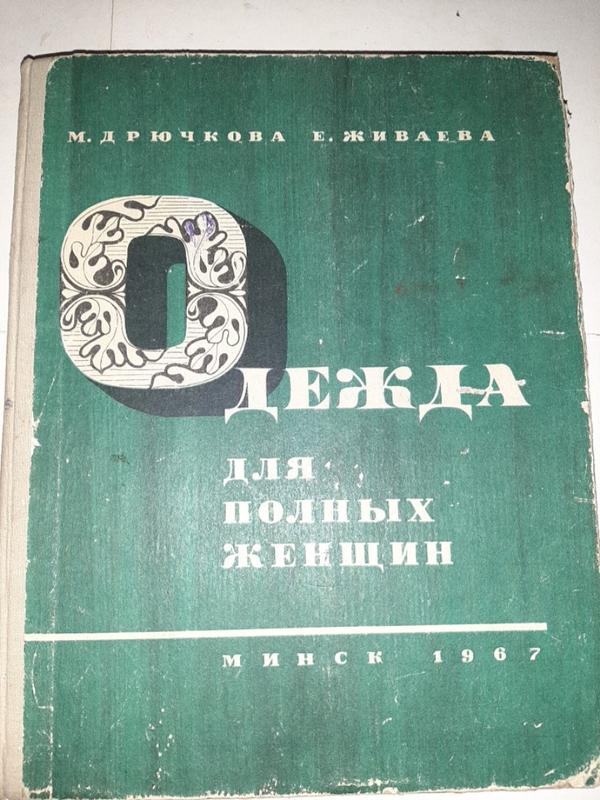 М. ДРЮЧКОВА Е. ЖИВАЕВА
ОДЕЖДА
ДЛЯ
ПОЛНЫХ
ЖЕНЩИН
МИНСК 1967